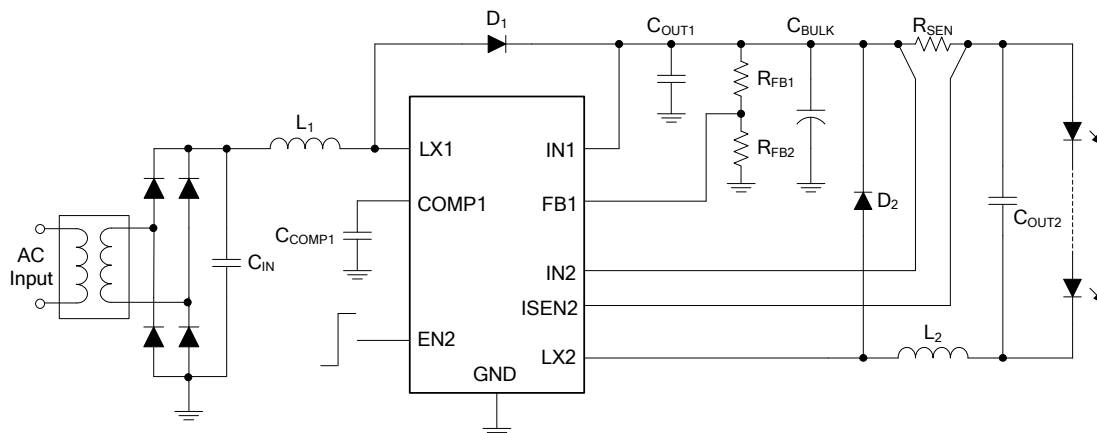 D1
COUT1
CBULK
RSEN
RFB1
L1
LX1
IN1
RFB2
COMP1
FB1
D2
COUT2
AC
Input
CIN
CCOMP1
IN2
ISEN2
EN2
LX2
L2
GND